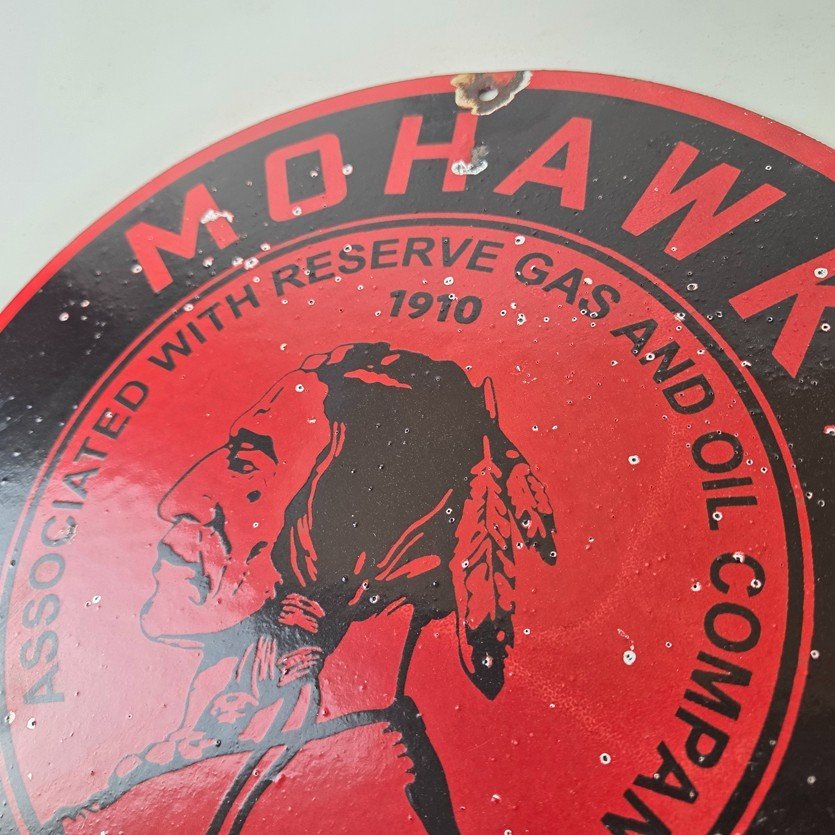 MOHAWK
ASSOCIATED WITH RESERVE GAS AND OIL COMPAN
1910